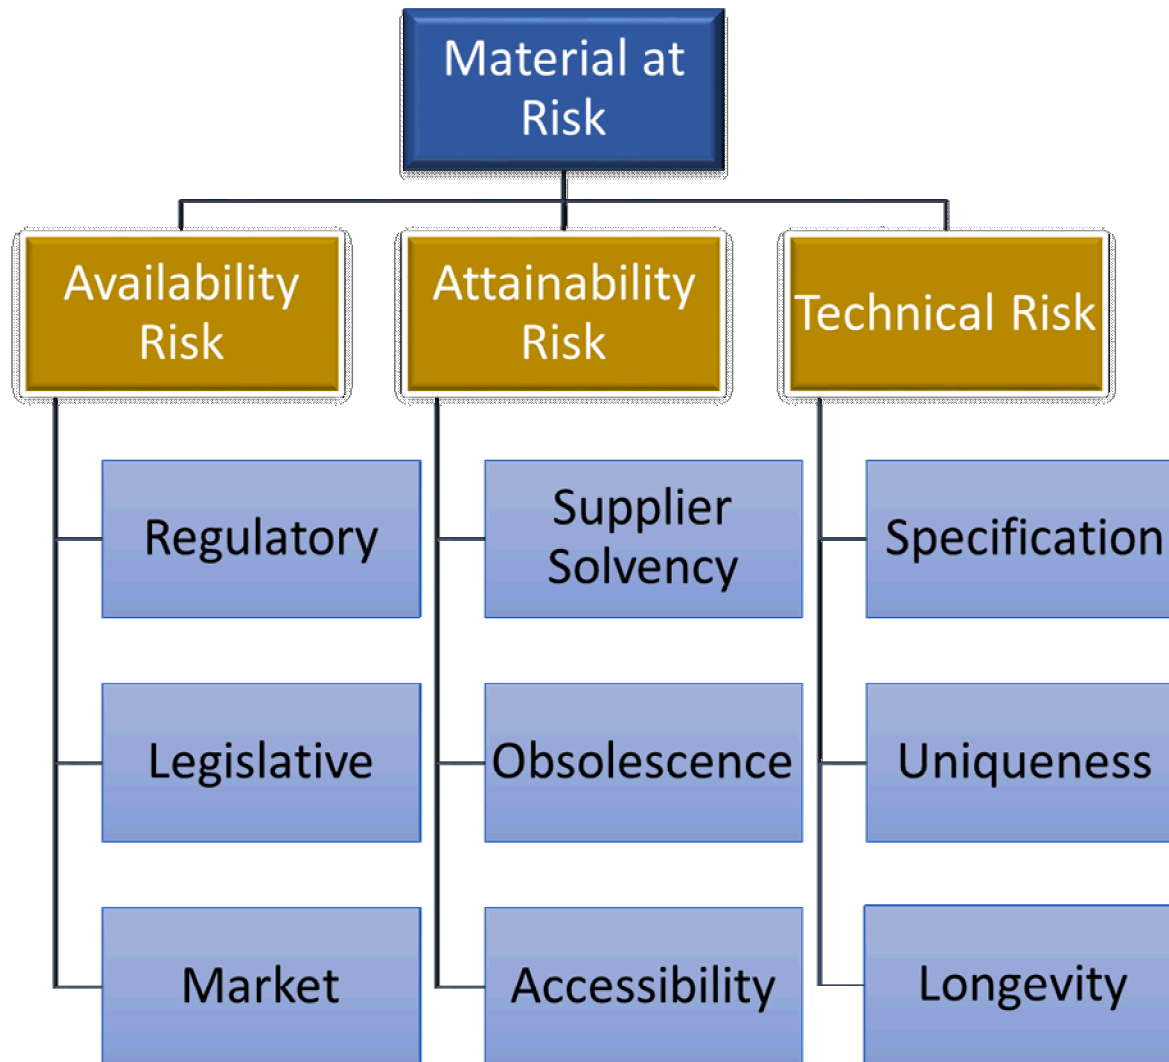 Material at
Risk
Availability
Risk
Attainability
Risk
Technical Risk
Regulatory
Supplier
Solvency
Specification
Legislative
Obsolescence
Uniqueness
Market
Accessibility
Longevity